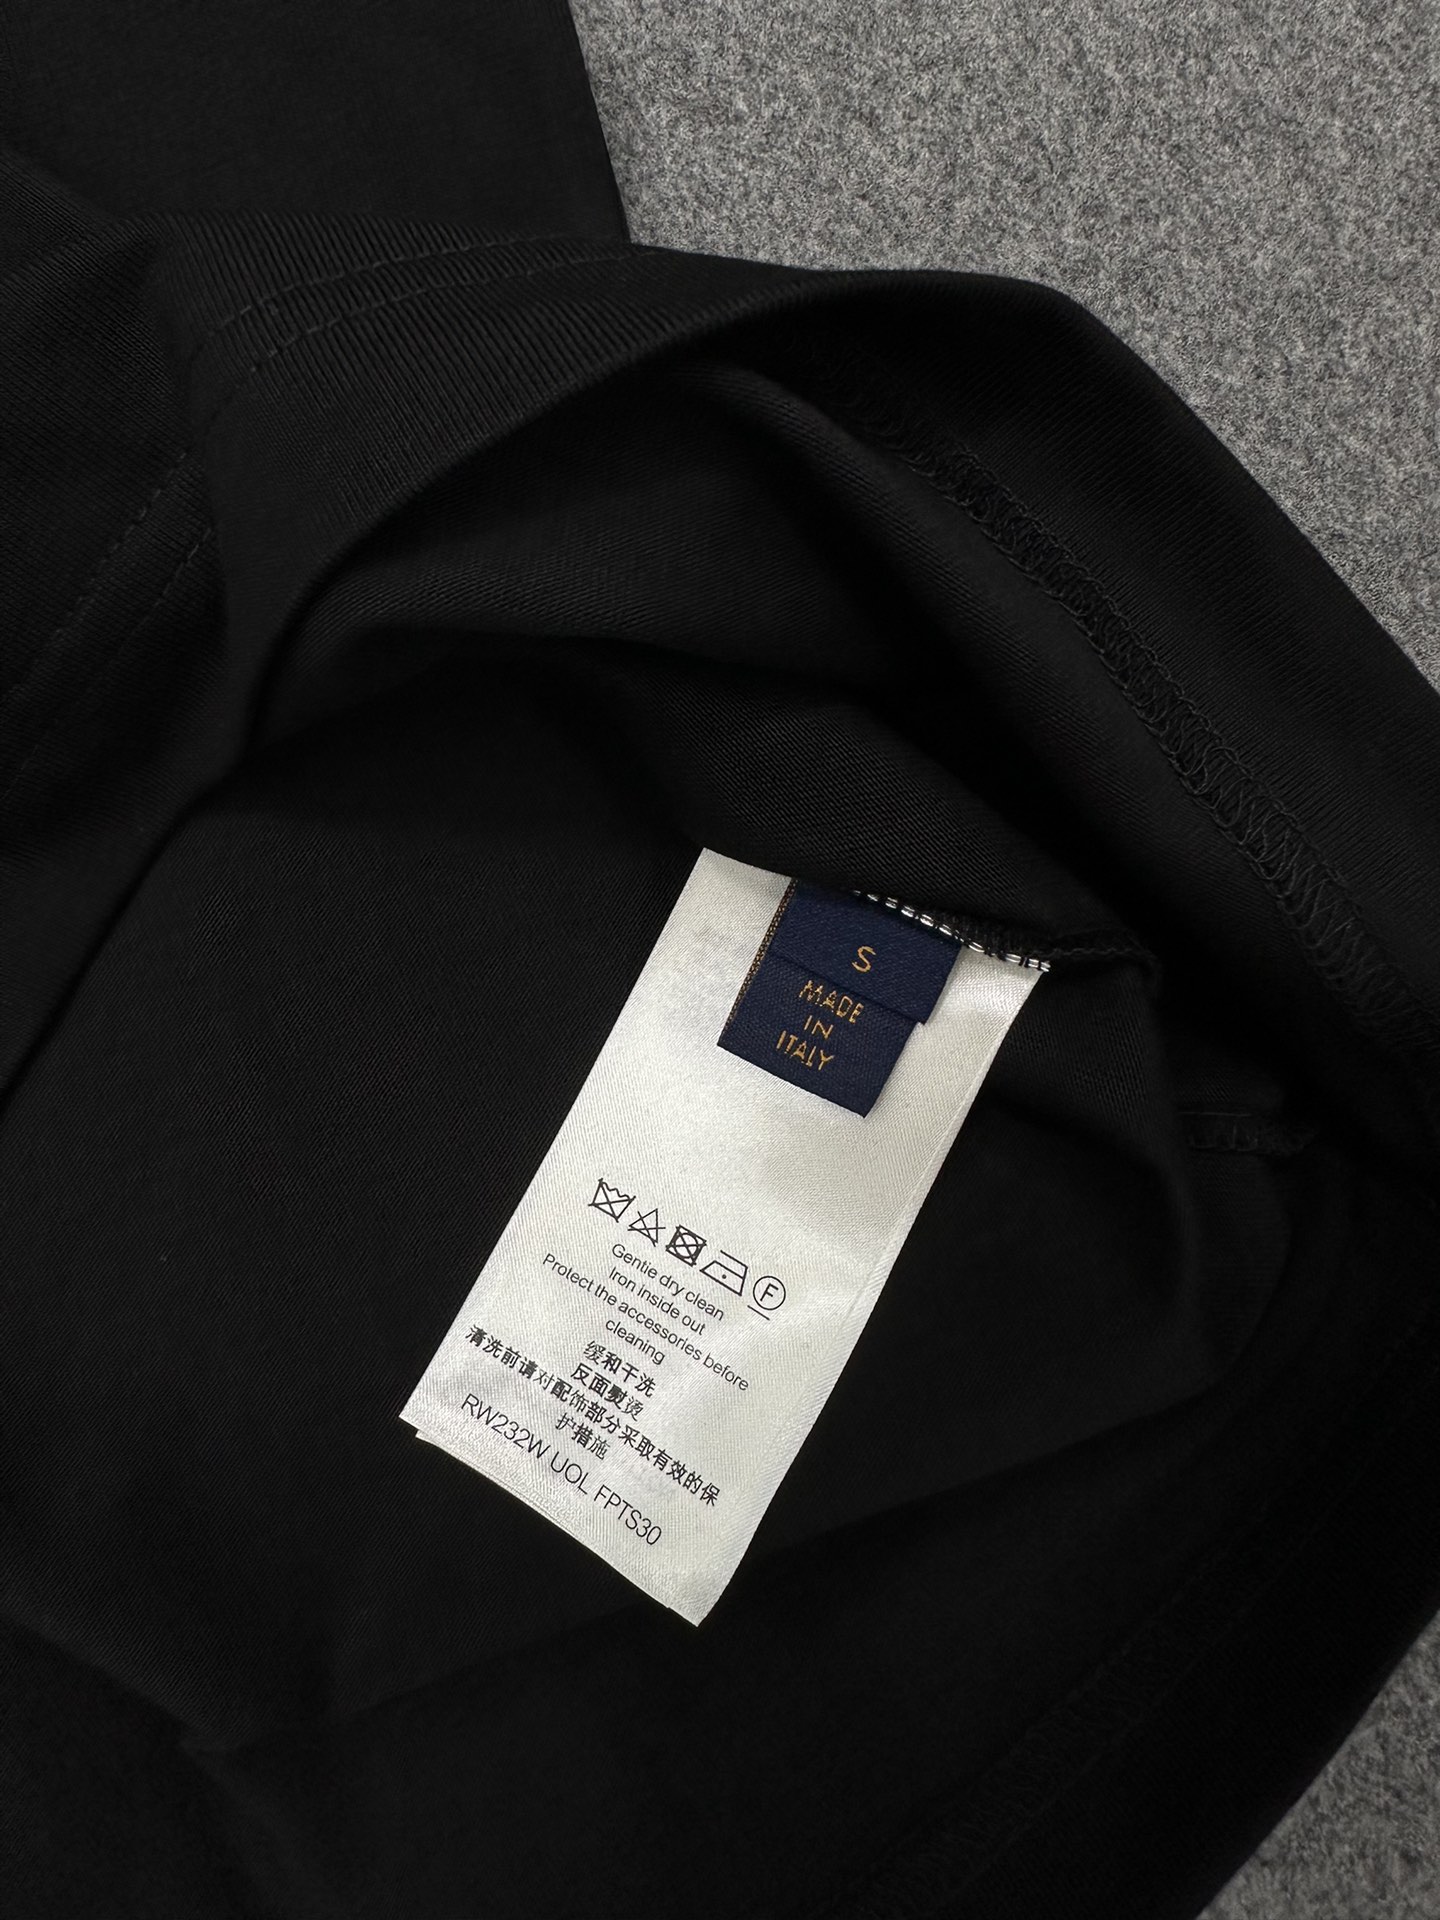 S
MADE
IN
ITALY
F
Gentie dry clean
Iron inside out
Protect the accessories before
cleaning
缓和干洗
反面熨烫
清洗前请对配饰部分采取有效的保
护措施
RW232W UOL FPTS30